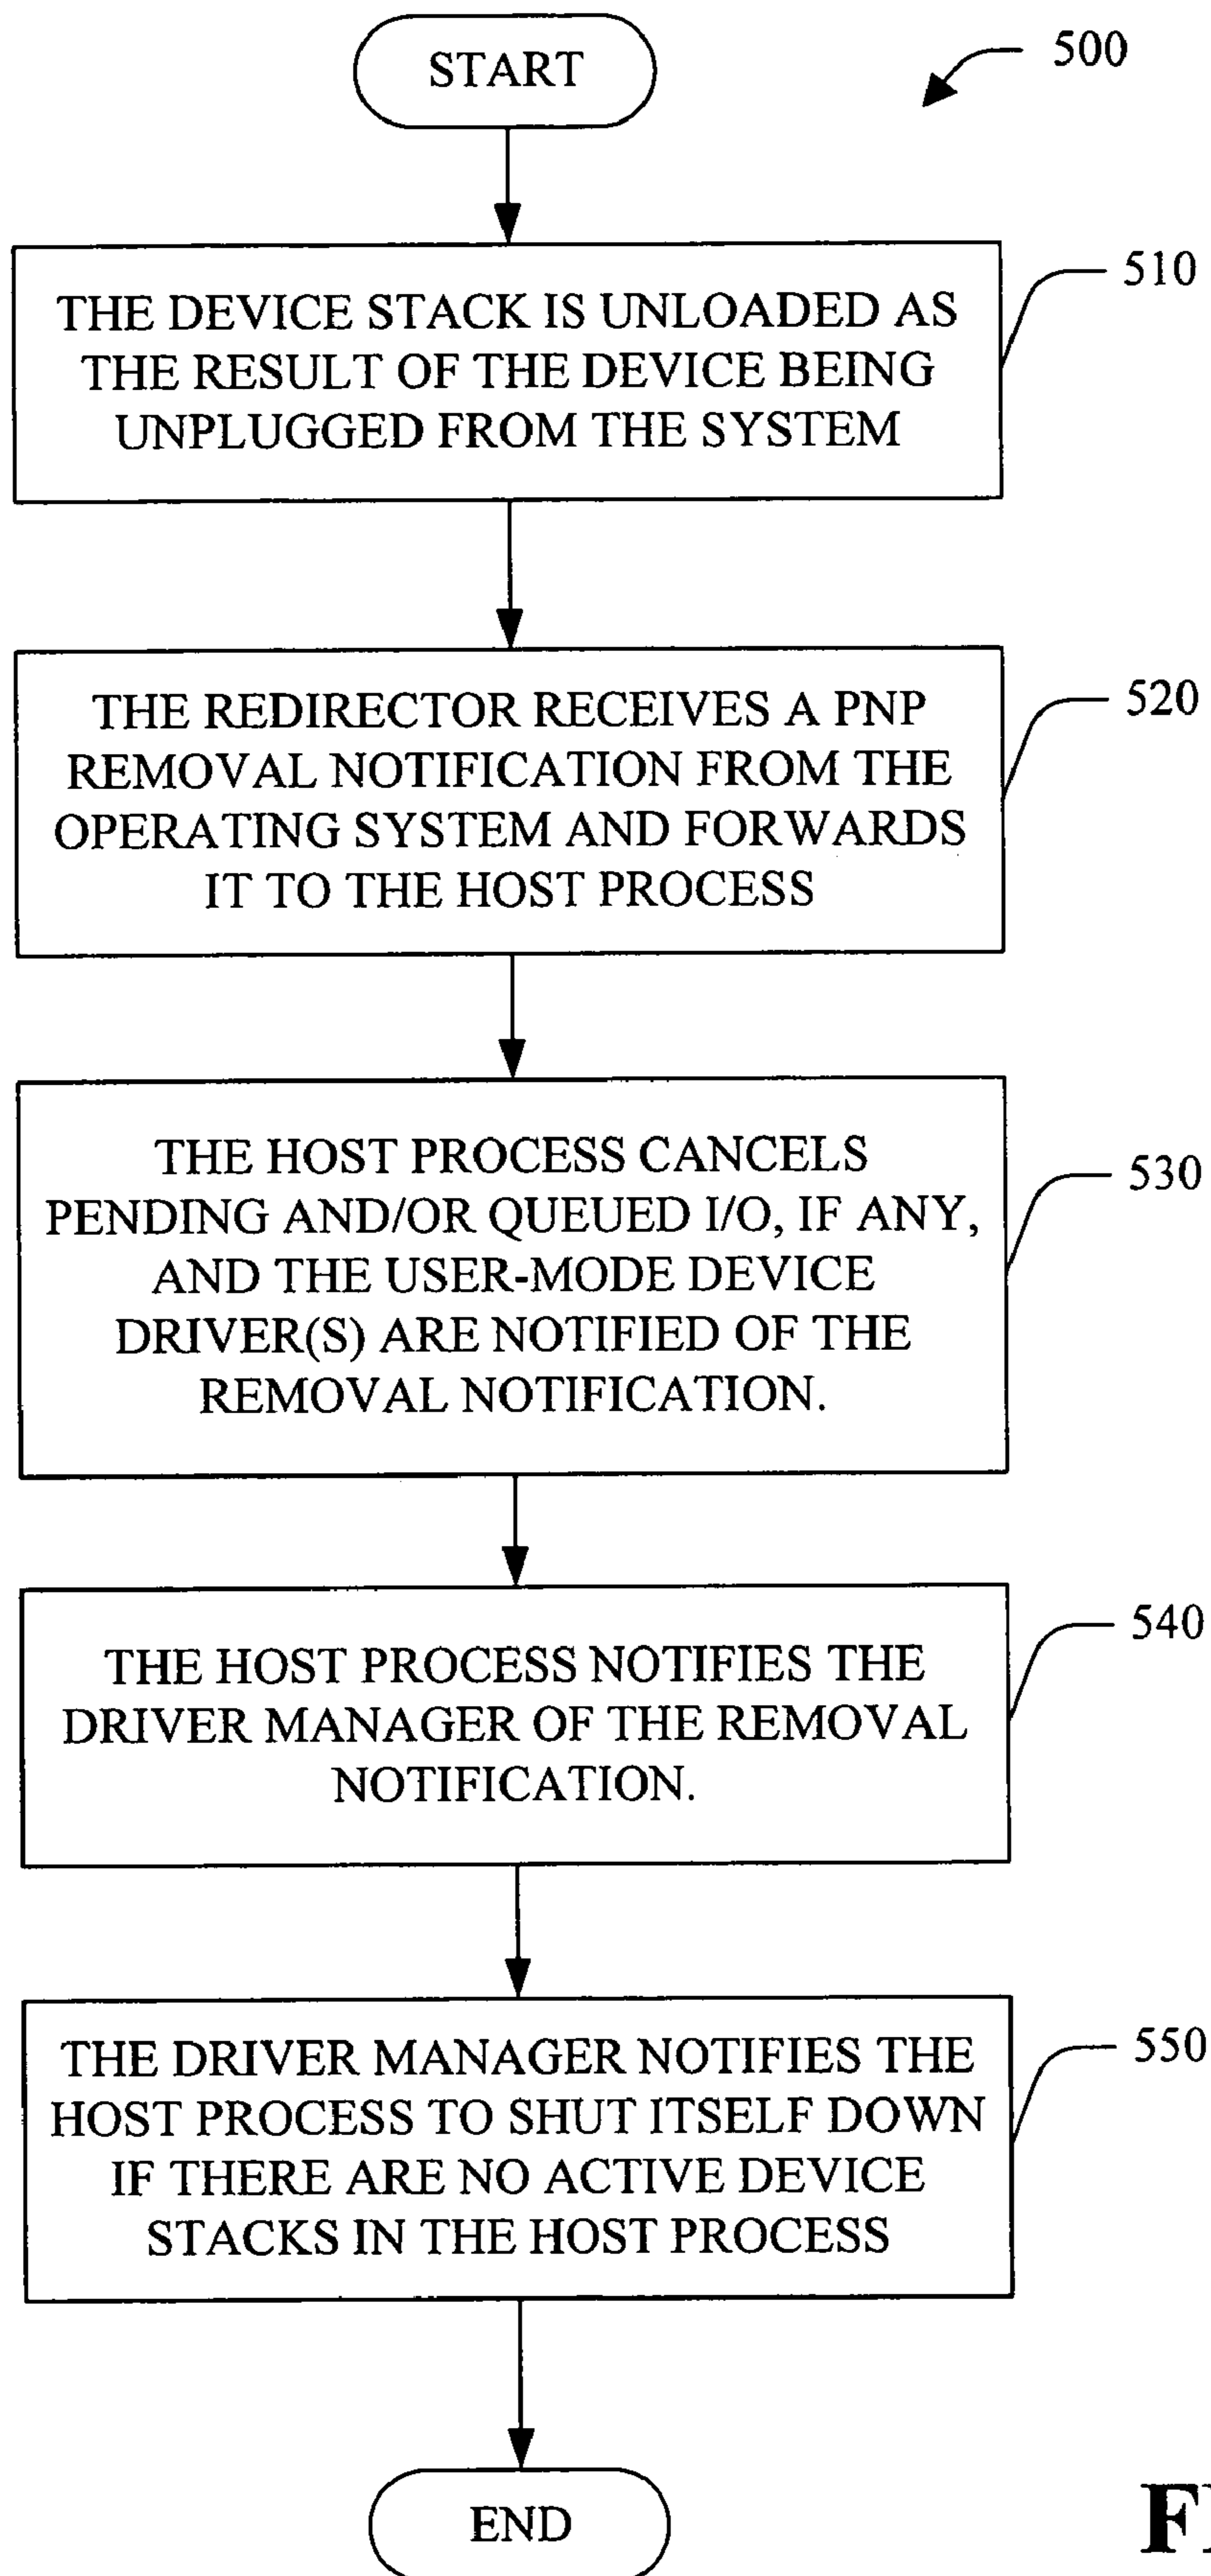 START
500
THE DEVICE STACK IS UNLOADED AS
THE RESULT OF THE DEVICE BEING
UNPLUGGED FROM THE SYSTEM
510
THE REDIRECTOR RECEIVES A PNP
REMOVAL NOTIFICATION FROM THE
OPERATING SYSTEM AND FORWARDS
IT TO THE HOST PROCESS
520
THE HOST PROCESS CANCELS
PENDING AND/OR QUEUED I/O, IF ANY,
AND THE USER-MODE DEVICE
DRIVER(S) ARE NOTIFIED OF THE
REMOVAL NOTIFICATION.
530
THE HOST PROCESS NOTIFIES THE
DRIVER MANAGER OF THE REMOVAL
NOTIFICATION.
540
THE DRIVER MANAGER NOTIFIES THE
HOST PROCESS TO SHUT ITSELF DOWN
IF THERE ARE NO ACTIVE DEVICE
STACKS IN THE HOST PROCESS
550
END